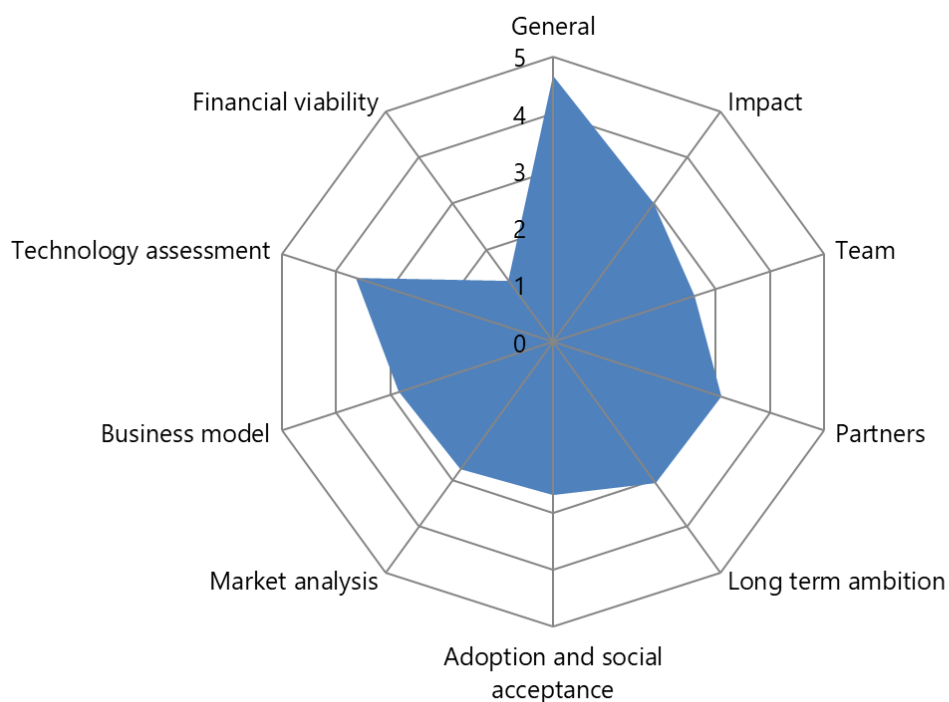 General
5
Financial viability
Impact
4
3
2
Technology assessment
Team
1
0
Business model
Partners
Market analysis
Long term ambition
Adoption and social
acceptance